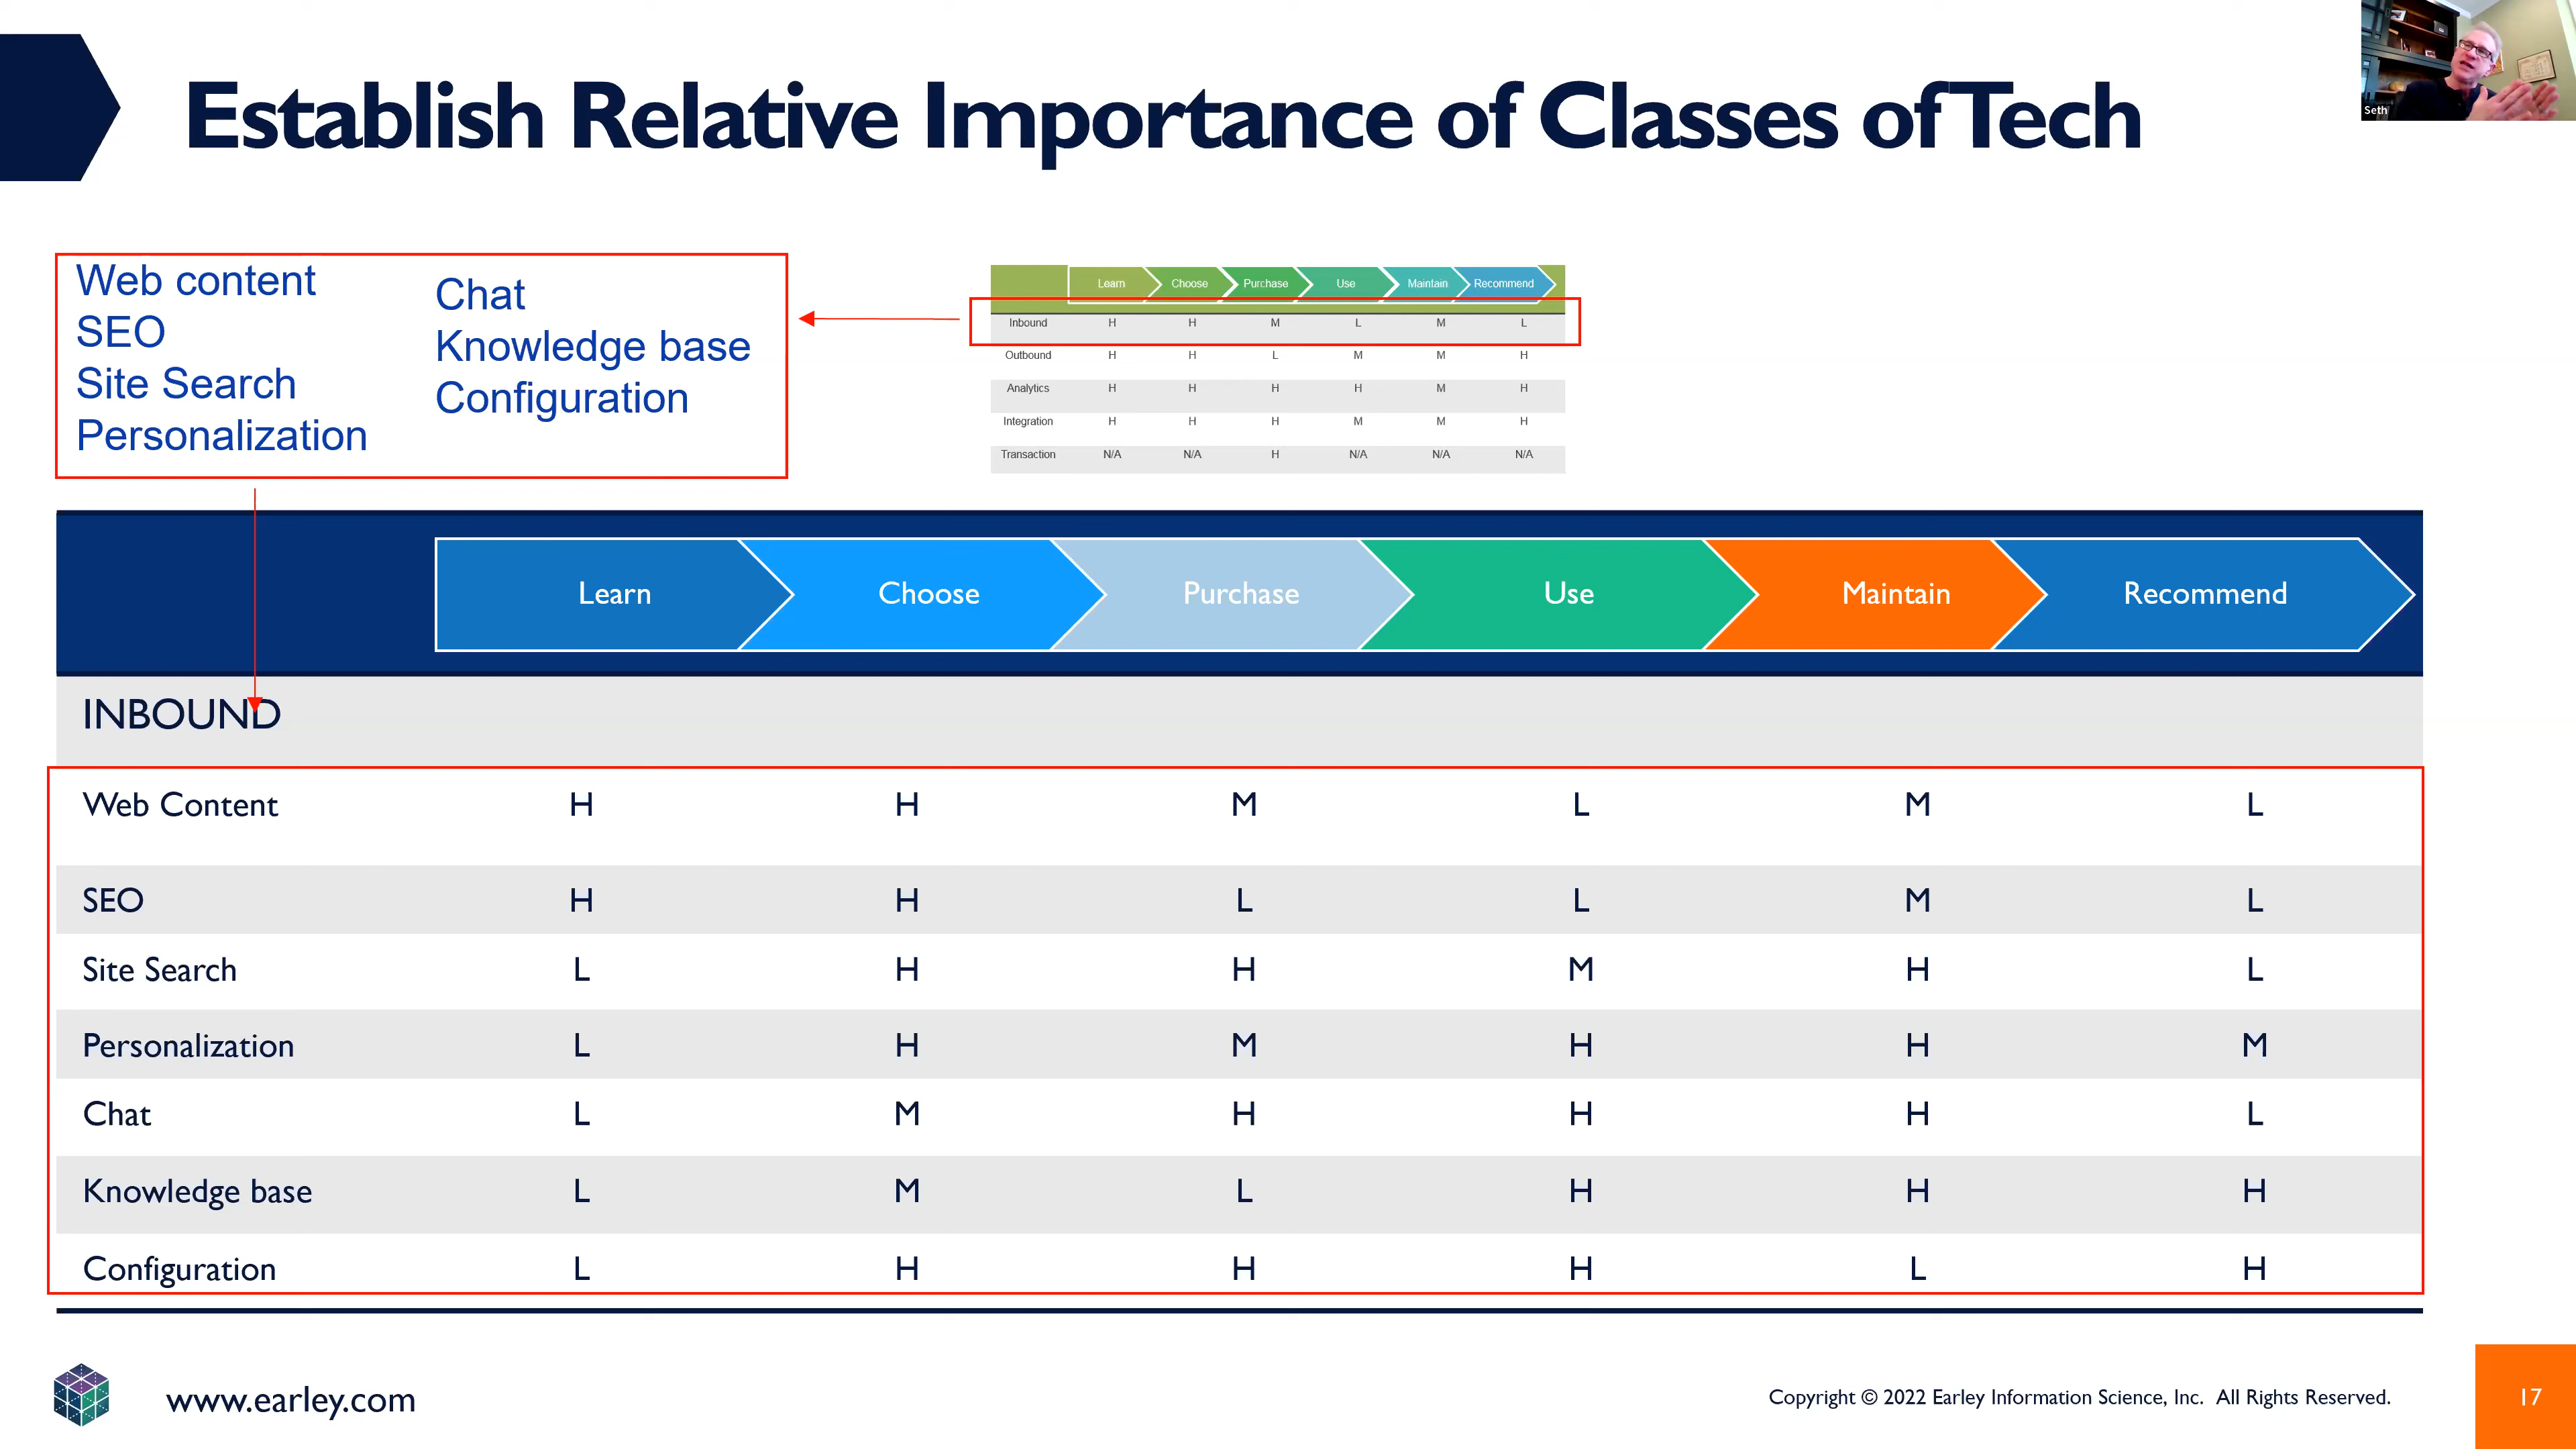 Establish Relative Importance of Classes of Tech
Seth
Web content
SEO
Site Search
Personalization
Chat
Knowledge base
Configuration
Learn Choose Purchase Use Maintain Recommend
Inbound H H M L M L
Outbound H H L M M H
Analytics H H H H M H
Integration H H H M M H
Transaction N/A N/A H N/A N/A N/A
Learn Choose Purchase Use Maintain Recommend
INBOUND
Web Content H H M L M L
SEO H H L L M L
Site Search L H H M H L
Personalization L H M H H M
Chat L M H H H L
Knowledge base L M L H H H
Configuration L H H H L H
www.earley.com
Copyright © 2022 Earley Information Science, Inc. All Rights Reserved.
17